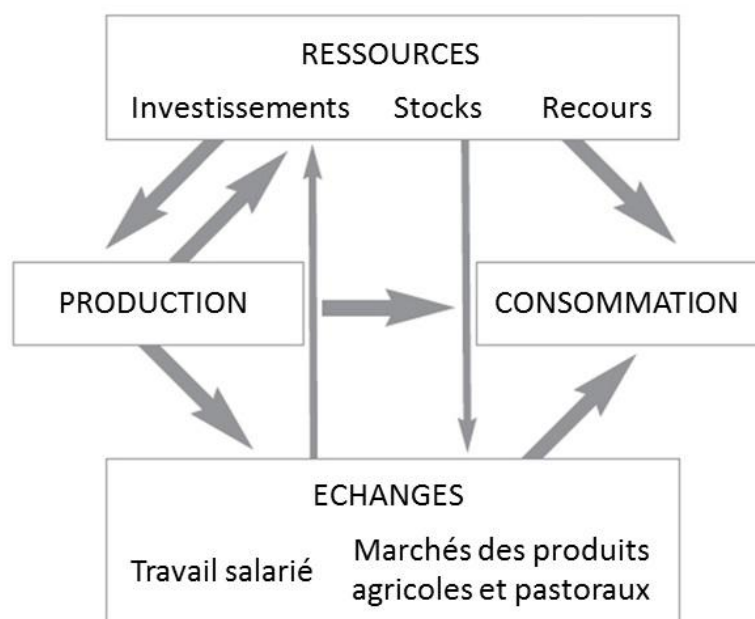 RESSOURCES
Investissements Stocks Recours
PRODUCTION
CONSOMMATION
ECHANGES
Travail salarié
Marchés des produits
agricoles et pastoraux